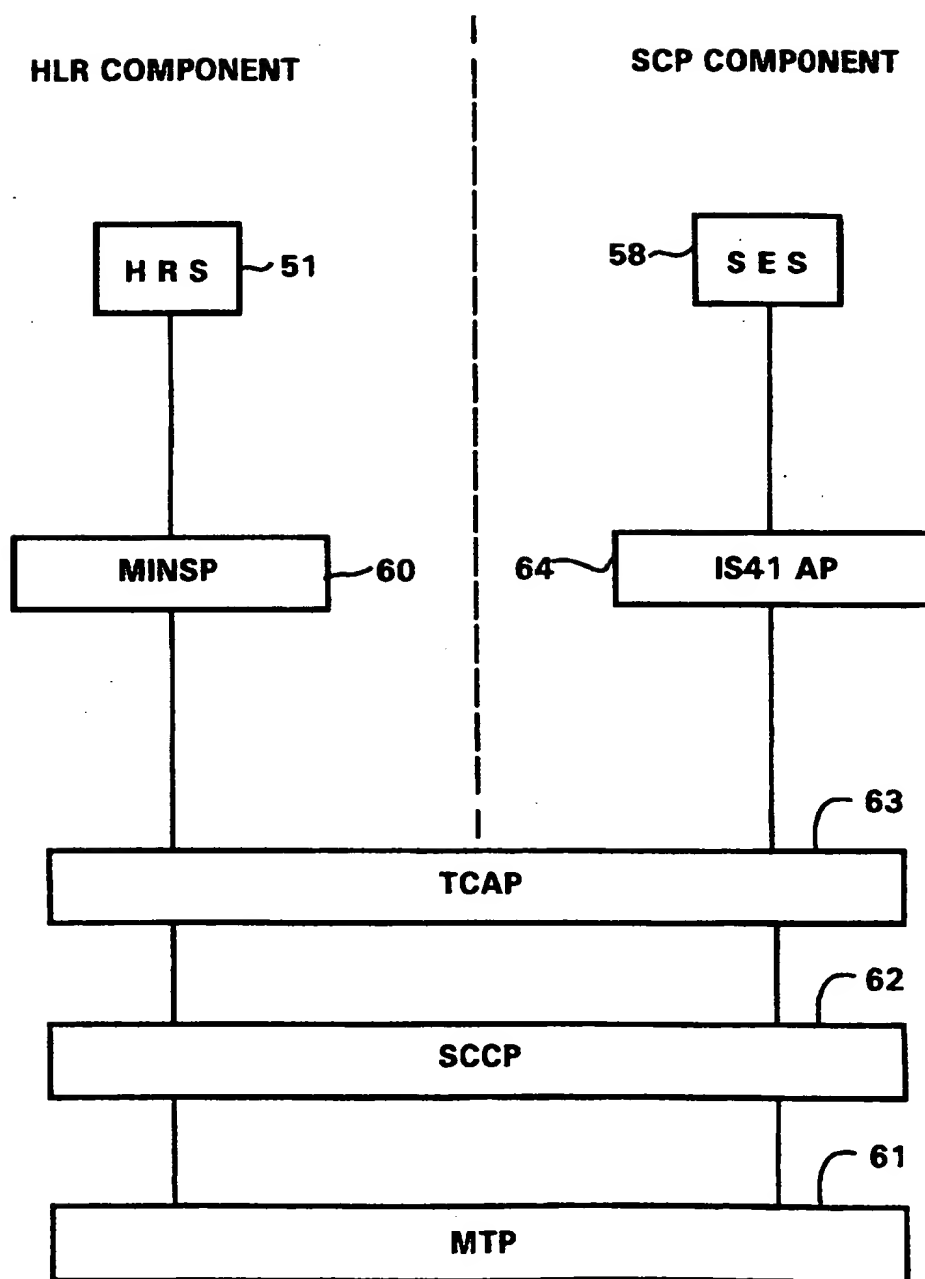 HLR COMPONENT
SCP COMPONENT
H R S
51
58
S E S
MINSP
60
64
IS41 AP
63
TCAP
62
SCCP
61
MTP